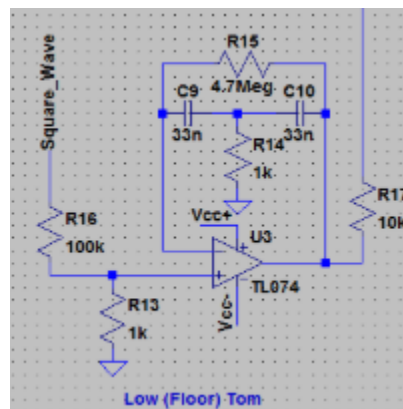 R15
4.7Meg
C9
C10
33n
33n
R14
1k
Square_Wave
Vcc+
U3
R16
100k
R17
10k
TL074
R13
1k
Vcc-
Low (Floor) Tom